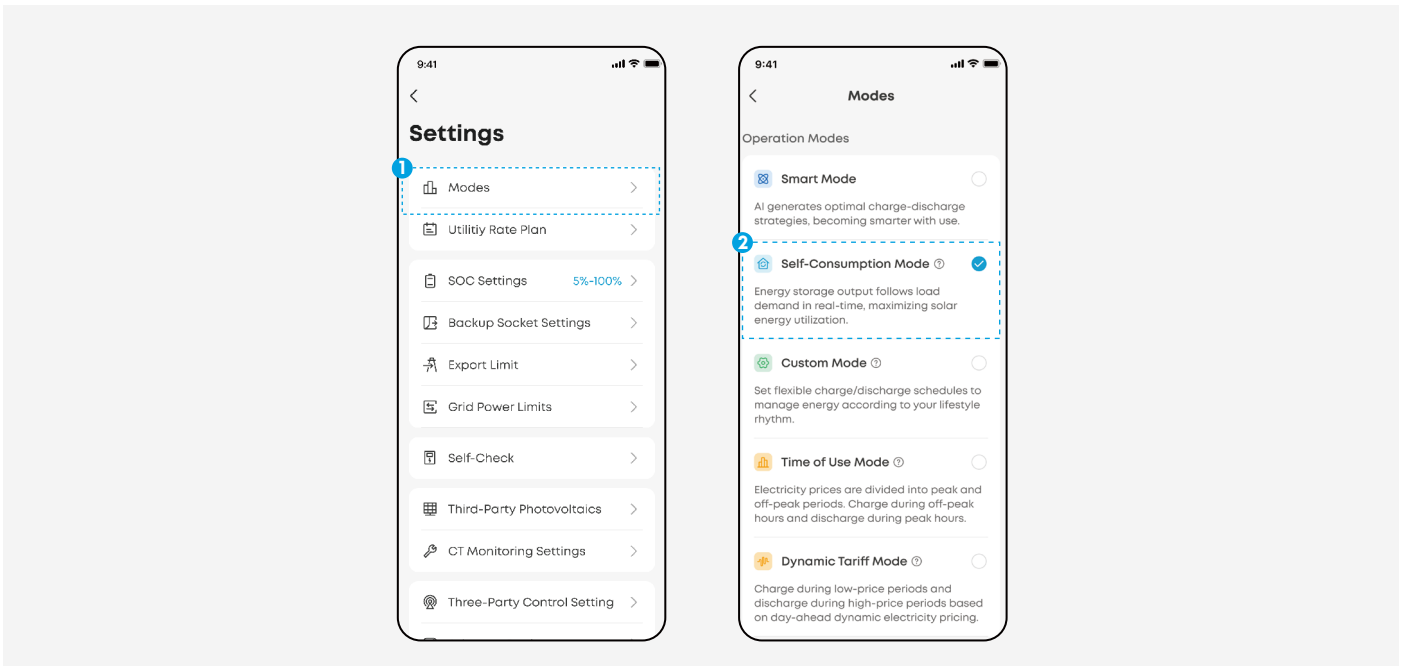 9:41
Settings
1
Modes
Utilitiy Rate Plan
SOC Settings 5%-100%
Backup Socket Settings
Export Limit
Grid Power Limits
Self-Check
Third-Party Photovoltaics
CT Monitoring Settings
Three-Party Control Setting
9:41
Modes
Operation Modes
Smart Mode
AI generates optimal charge-discharge
strategies, becoming smarter with use.
2
Self-Consumption Mode ?
Energy storage output follows load
demand in real-time, maximizing solar
energy utilization.
Custom Mode ?
Set flexible charge/discharge schedules to
manage energy according to your lifestyle
rhythm.
Time of Use Mode ?
Electricity prices are divided into peak and
off-peak periods. Charge during off-peak
hours and discharge during peak hours.
Dynamic Tariff Mode ?
Charge during low-price periods and
discharge during high-price periods based
on day-ahead dynamic electricity pricing.